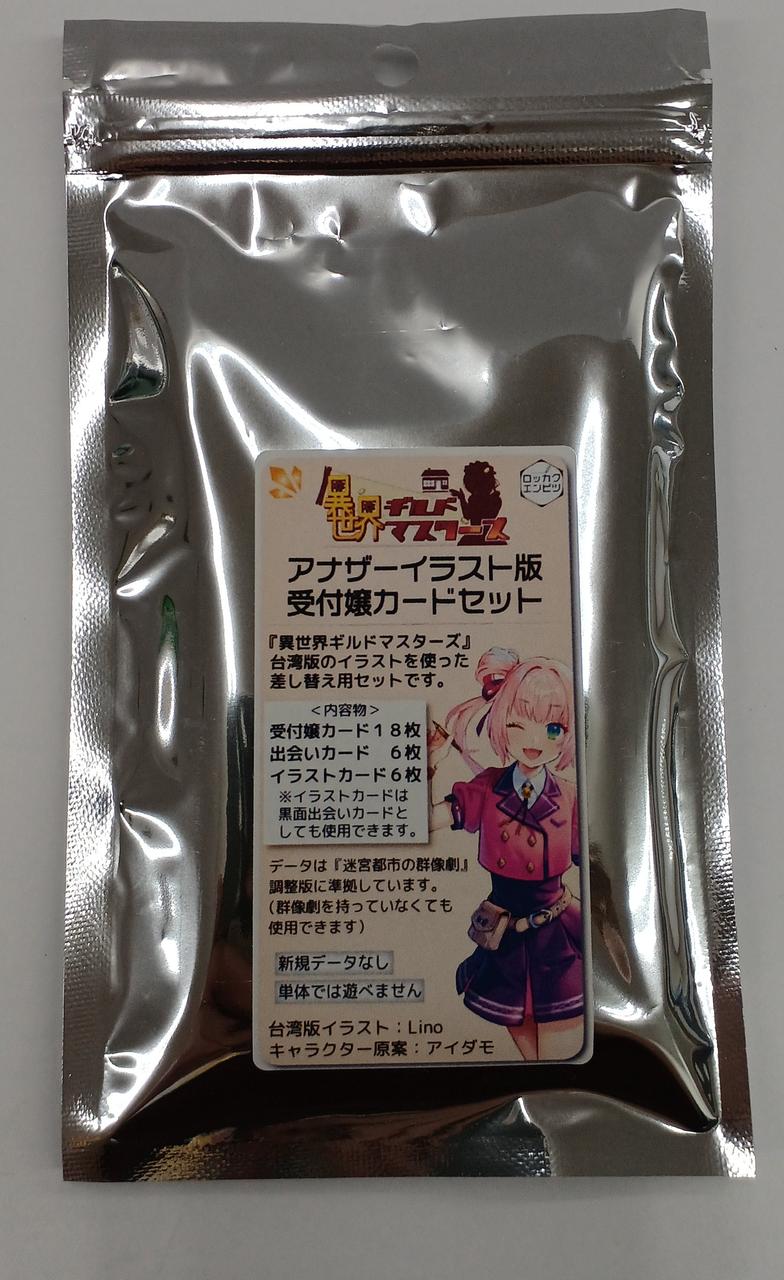 異世界ギルド
マスターズ
ロッカク
エンピツ
アナザーイラスト版
受付嬢カードセット
『異世界ギルドマスターズ』
台湾版のイラストを使った
差し替え用セットです。
＜内容物＞
受付嬢カード１８枚
出会いカード　６枚
イラストカード６枚
※イラストカードは
黒面出会いカードと
しても使用できます。
データは『迷宮都市の群像劇』
調整版に準拠しています。
（群像劇を持っていなくても
使用できます）
新規データなし
単体では遊べません
台湾版イラスト：Lino
キャラクター原案：アイダモ